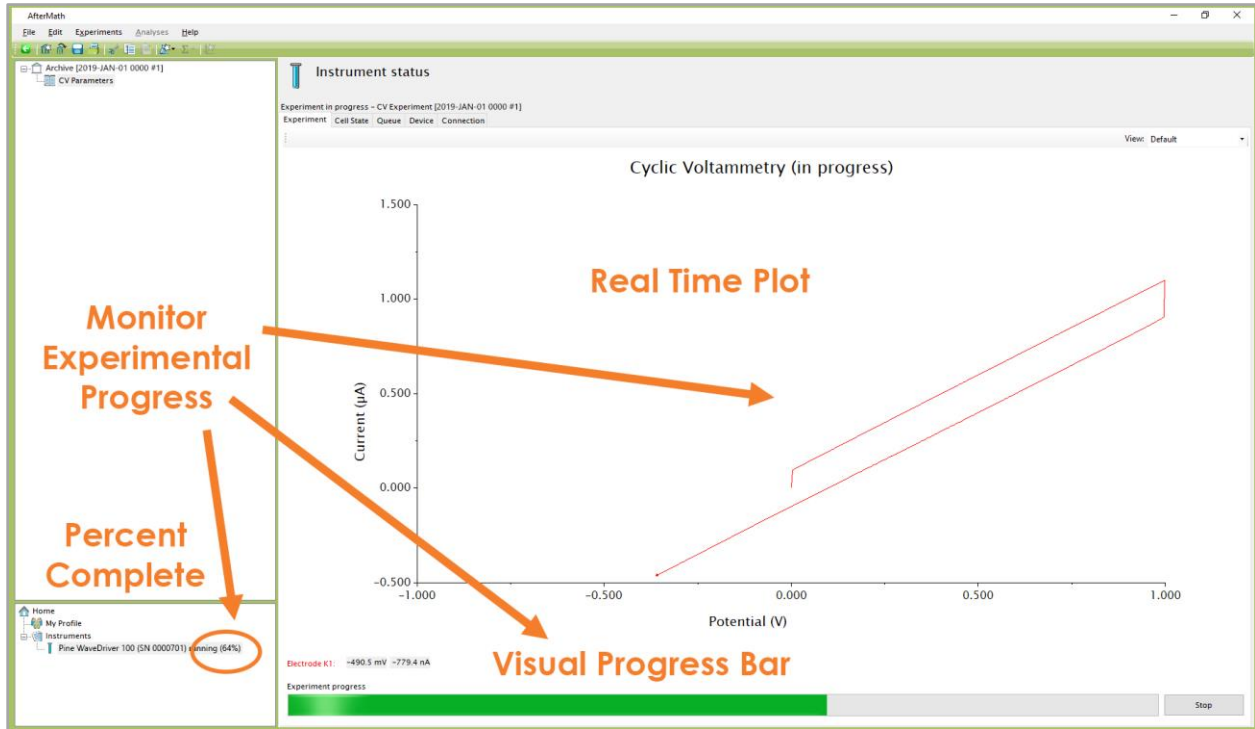 AfterMath
File Edit Experiments Analyses Help
Archive [2019-JAN-01 0000 #1]
CV Parameters
Instrument status
Experiment in progress - CV Experiment [2019-JAN-01 0000 #1]
Experiment Cell State Queue Device Connection
View: Default
Cyclic Voltammetry (in progress)
1.500
1.000
0.500
0.000
-0.500
Current (µA)
-1.000 -0.500 0.000 0.500 1.000
Potential (V)
Real Time Plot
Monitor
Experimental
Progress
Percent
Complete
Home
My Profile
Instruments
Pine WaveDriver 100 (SN 0000701) running (64%)
Visual Progress Bar
Electrode K1: -490.5 mV -779.4 nA
Experiment progress
Stop